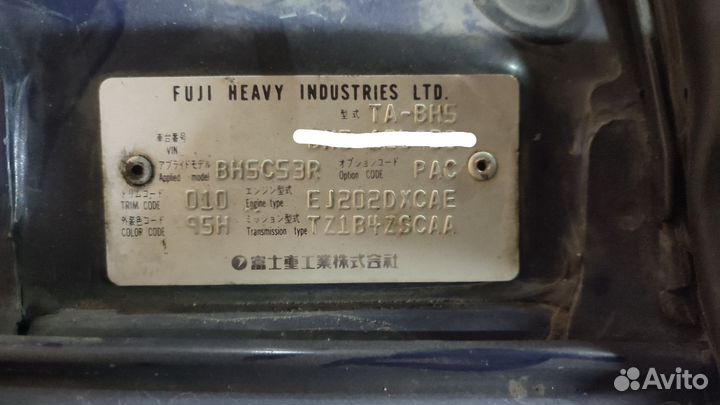 FUJI HEAVY INDUSTRIES LTD.
型式 TA-BH5
車台番号
VIN
アプライドモデル BH5C53R オプションコード PAC
Applied model Option CODE
トリムコード 010 エンジン型式 EJ202DXCAE
TRIM CODE Engine type
外装色コード 95H ミッション型式 TZ1B4ZSCAA
COLOR CODE Transmission type
富士重工業株式会社
Avito